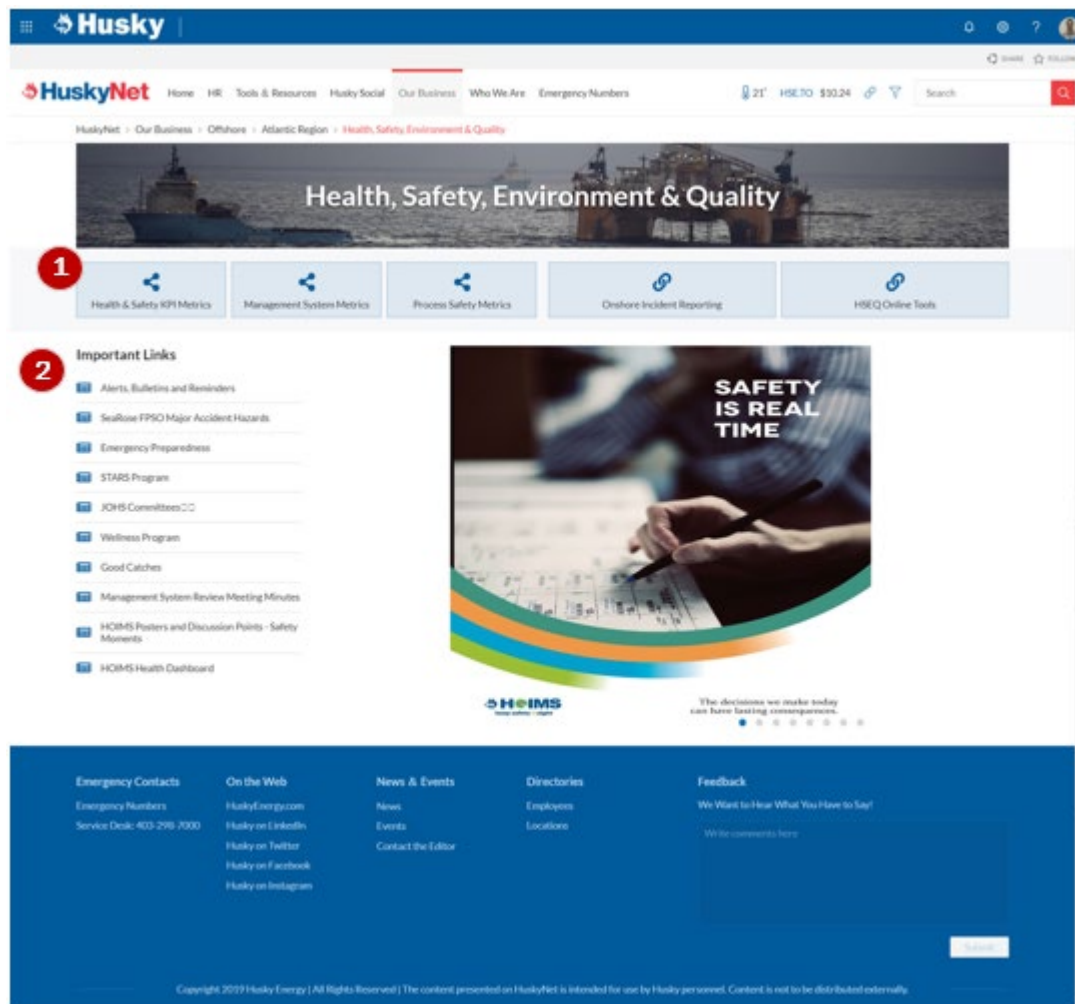 Husky
SHARE FOLLOW
HuskyNet Home HR Tools & Resources Husky Social Our Business Who We Are Emergency Numbers 21° HSE.TO $10.24 Search
HuskyNet > Our Business > Offshore > Atlantic Region > Health, Safety, Environment & Quality
Health, Safety, Environment & Quality
1
Health & Safety KPI Metrics
Management System Metrics
Process Safety Metrics
Onshore Incident Reporting
HSEQ Online Tools
2
Important Links
Alerts, Bulletins and Reminders
SeaRose FPSO Major Accident Hazards
Emergency Preparedness
STARS Program
JOHS Committees
Wellness Program
Good Catches
Management System Review Meeting Minutes
HOIMS Posters and Discussion Points - Safety
Moments
HOIMS Health Dashboard
SAFETY
IS REAL
TIME
HOIMS
The decisions we make today
can have lasting consequences.
Emergency Contacts
Emergency Numbers
Service Desk: 403-298-7000
On the Web
HuskyEnergy.com
Husky on LinkedIn
Husky on Twitter
Husky on Facebook
Husky on Instagram
News & Events
News
Events
Contact the Editor
Directories
Employees
Locations
Feedback
We Want to Hear What You Have to Say!
Write comments here
Submit
Copyright 2019 Husky Energy | All Rights Reserved | The content presented on HuskyNet is intended for use by Husky personnel. Content is not to be distributed externally.